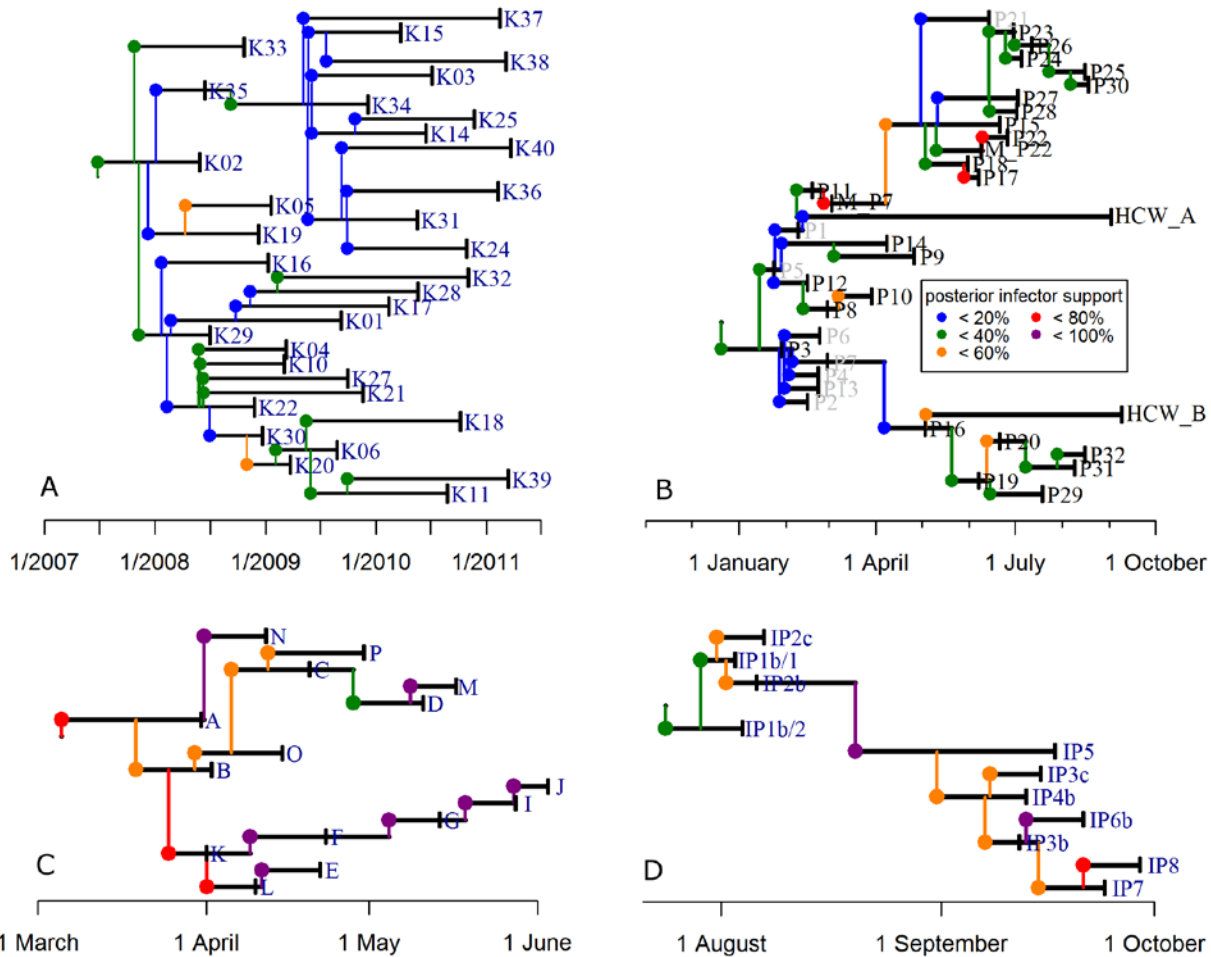 K37
K15
K33
K38
K03
K35
K34
K25
K14
K40
K02
K36
K05
K31
K19
K24
K16
K32
K28
K17
K01
K29
K04
K10
K27
K21
K22
K18
K30
K06
K20
K39
K11
A
1/2007
1/2008
1/2009
1/2010
1/2011
P21
P23
P26
P24
P25
P30
P27
P28
P15
P22
M_P22
P18
P17
P11
M_P7
HCW_A
P1
P14
P9
P5
P12
P10
P8
P6
P3
P7
P4
P13
P2
HCW_B
P16
P20
P32
P31
P19
P29
posterior infector support
< 20%
< 80%
< 40%
< 100%
< 60%
B
1 January
1 April
1 July
1 October
N
P
C
M
D
A
O
B
J
I
G
F
K
E
L
C
1 March
1 April
1 May
1 June
IP2c
IP1b/1
IP2b
IP1b/2
IP5
IP3c
IP4b
IP6b
IP3b
IP8
IP7
D
1 August
1 September
1 October